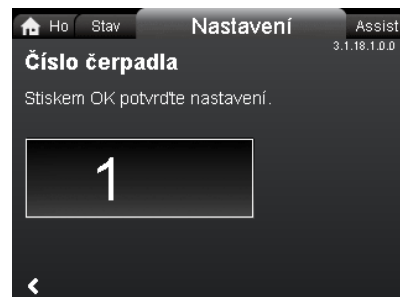 Ho Stav Nastavení Assist
3.1.18.1.0.0
Číslo čerpadla
Stiskem OK potvrďte nastavení.
1